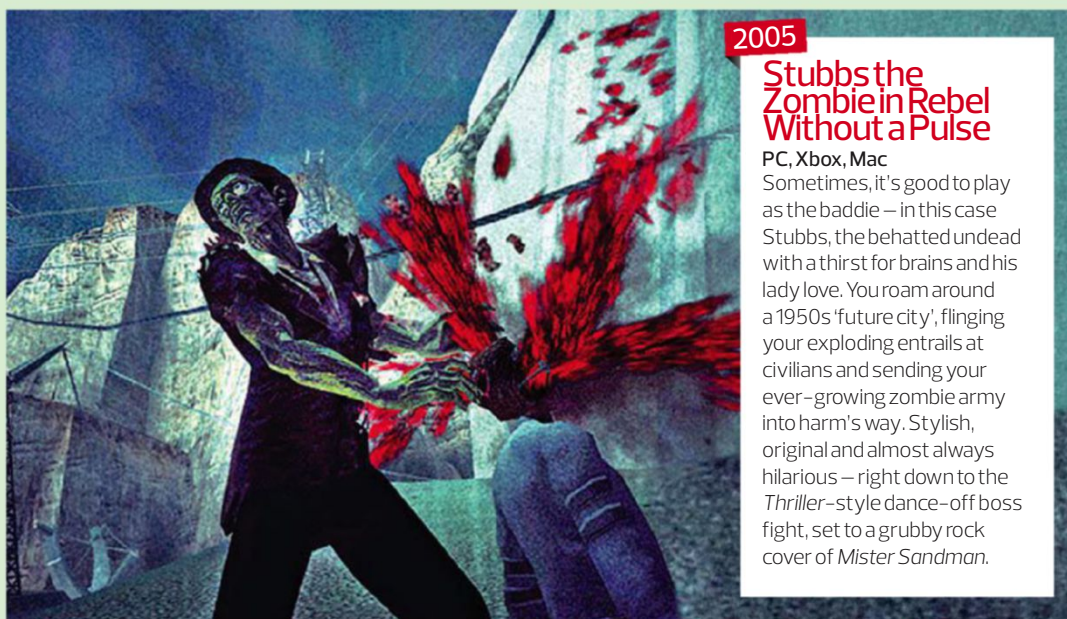 2005
Stubbs the
Zombie in Rebel
Without a Pulse
PC, Xbox, Mac
Sometimes, it's good to play
as the baddie – in this case
Stubbs, the behatted undead
with a thirst for brains and his
lady love. You roam around
a 1950s 'future city', flinging
your exploding entrails at
civilians and sending your
ever-growing zombie army
into harm's way. Stylish,
original and almost always
hilarious – right down to the
Thriller-style dance-off boss
fight, set to a grubby rock
cover of Mister Sandman.